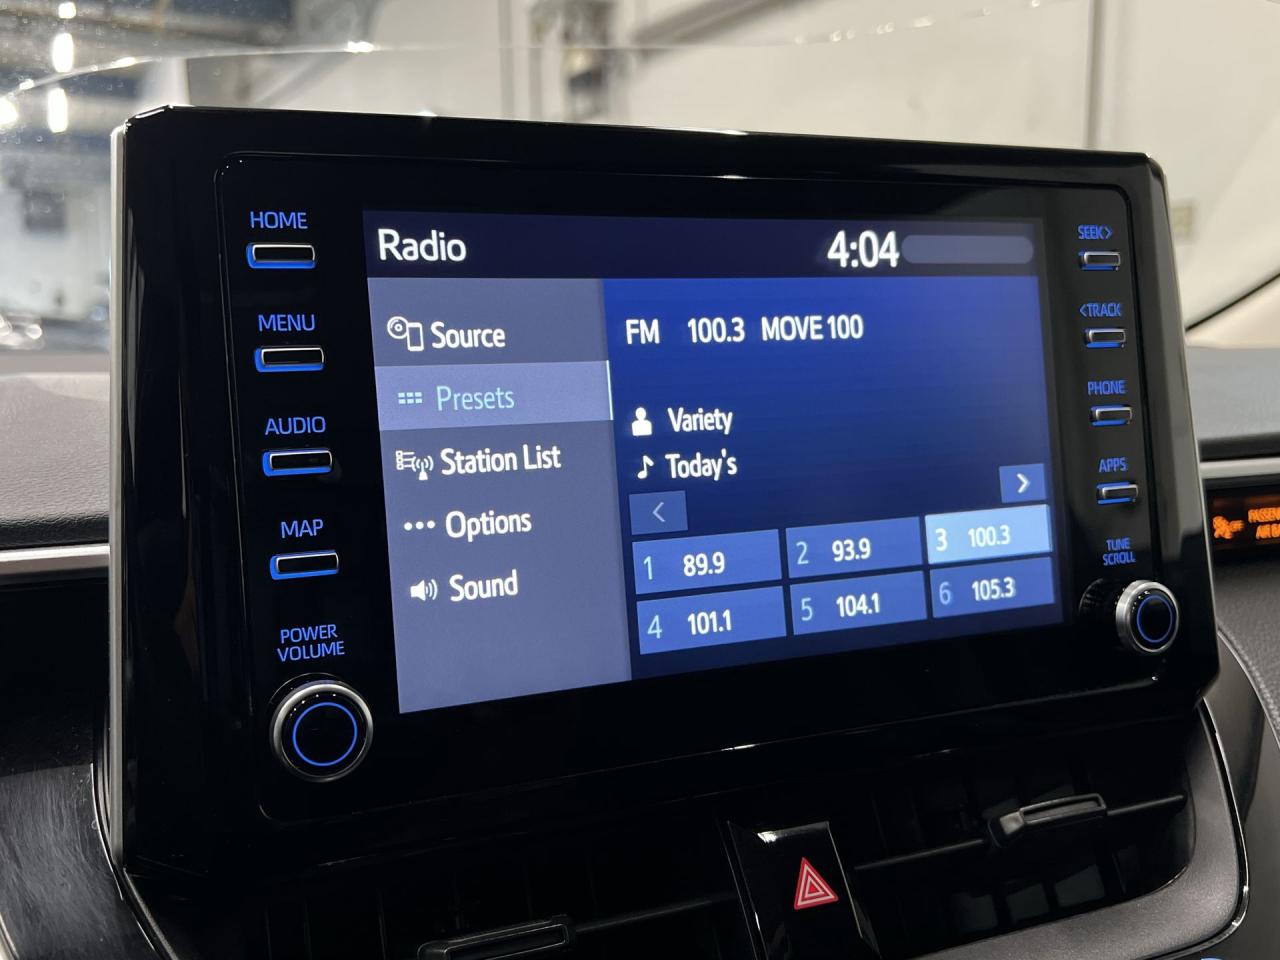 HOME
MENU
AUDIO
MAP
POWER
VOLUME
Radio
4:04
Source
Presets
Station List
Options
Sound
FM 100.3 MOVE 100
Variety
Today's
1 89.9
2 93.9
3 100.3
4 101.1
5 104.1
6 105.3
SEEK>
<TRACK
PHONE
APPS
TUNE
SCROLL